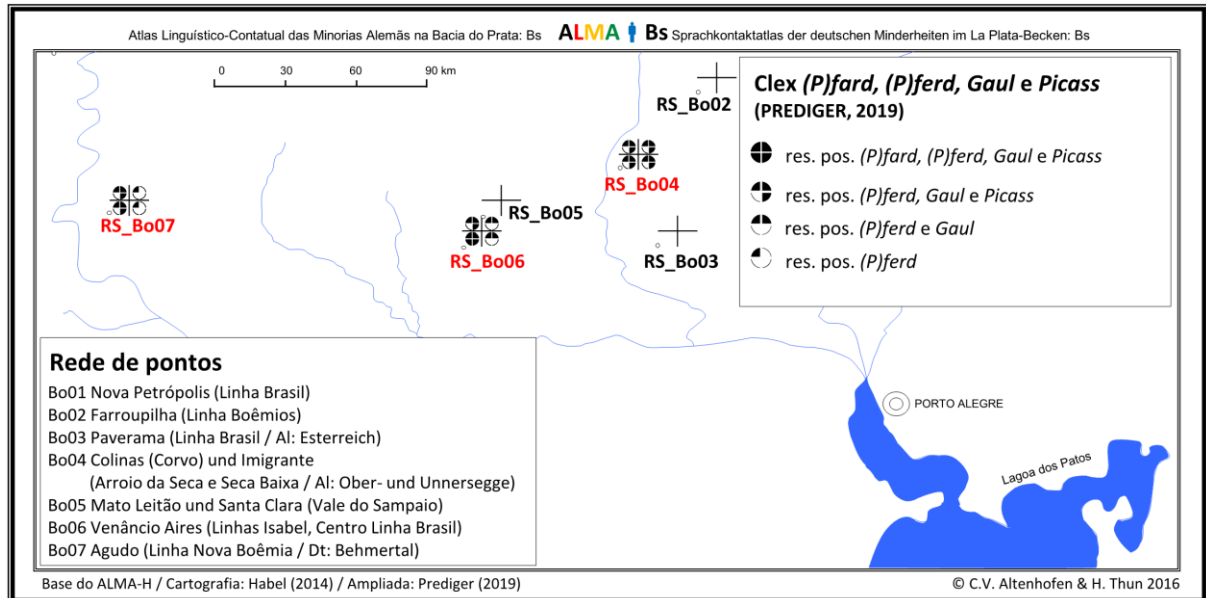 Atlas Linguístico-Contatual das Minorias Alemãs na Bacia do Prata: Bs ALMA Bs Sprachkontaktatlas der deutschen Minderheiten im La Plata-Becken: Bs
0 30 60 90 km
RS_Bo02
RS_Bo04
RS_Bo07
RS_Bo05
RS_Bo06
RS_Bo03
Clex (P)fard, (P)ferd, Gaul e Picass
(PREDIGER, 2019)
res. pos. (P)fard, (P)ferd, Gaul e Picass
res. pos. (P)ferd, Gaul e Picass
res. pos. (P)ferd e Gaul
res. pos. (P)ferd
Rede de pontos
Bo01 Nova Petrópolis (Linha Brasil)
Bo02 Farroupilha (Linha Boêmios)
Bo03 Paverama (Linha Brasil / Al: Esterreich)
Bo04 Colinas (Corvo) und Imigrante
(Arroio da Seca e Seca Baixa / Al: Ober- und Unnersegge)
Bo05 Mato Leitão und Santa Clara (Vale do Sampaio)
Bo06 Venâncio Aires (Linhas Isabel, Centro Linha Brasil)
Bo07 Agudo (Linha Nova Boêmia / Dt: Behmertal)
PORTO ALEGRE
Lagoa dos Patos
Base do ALMA-H / Cartografia: Habel (2014) / Ampliada: Prediger (2019)
© C.V. Altenhofen & H. Thun 2016